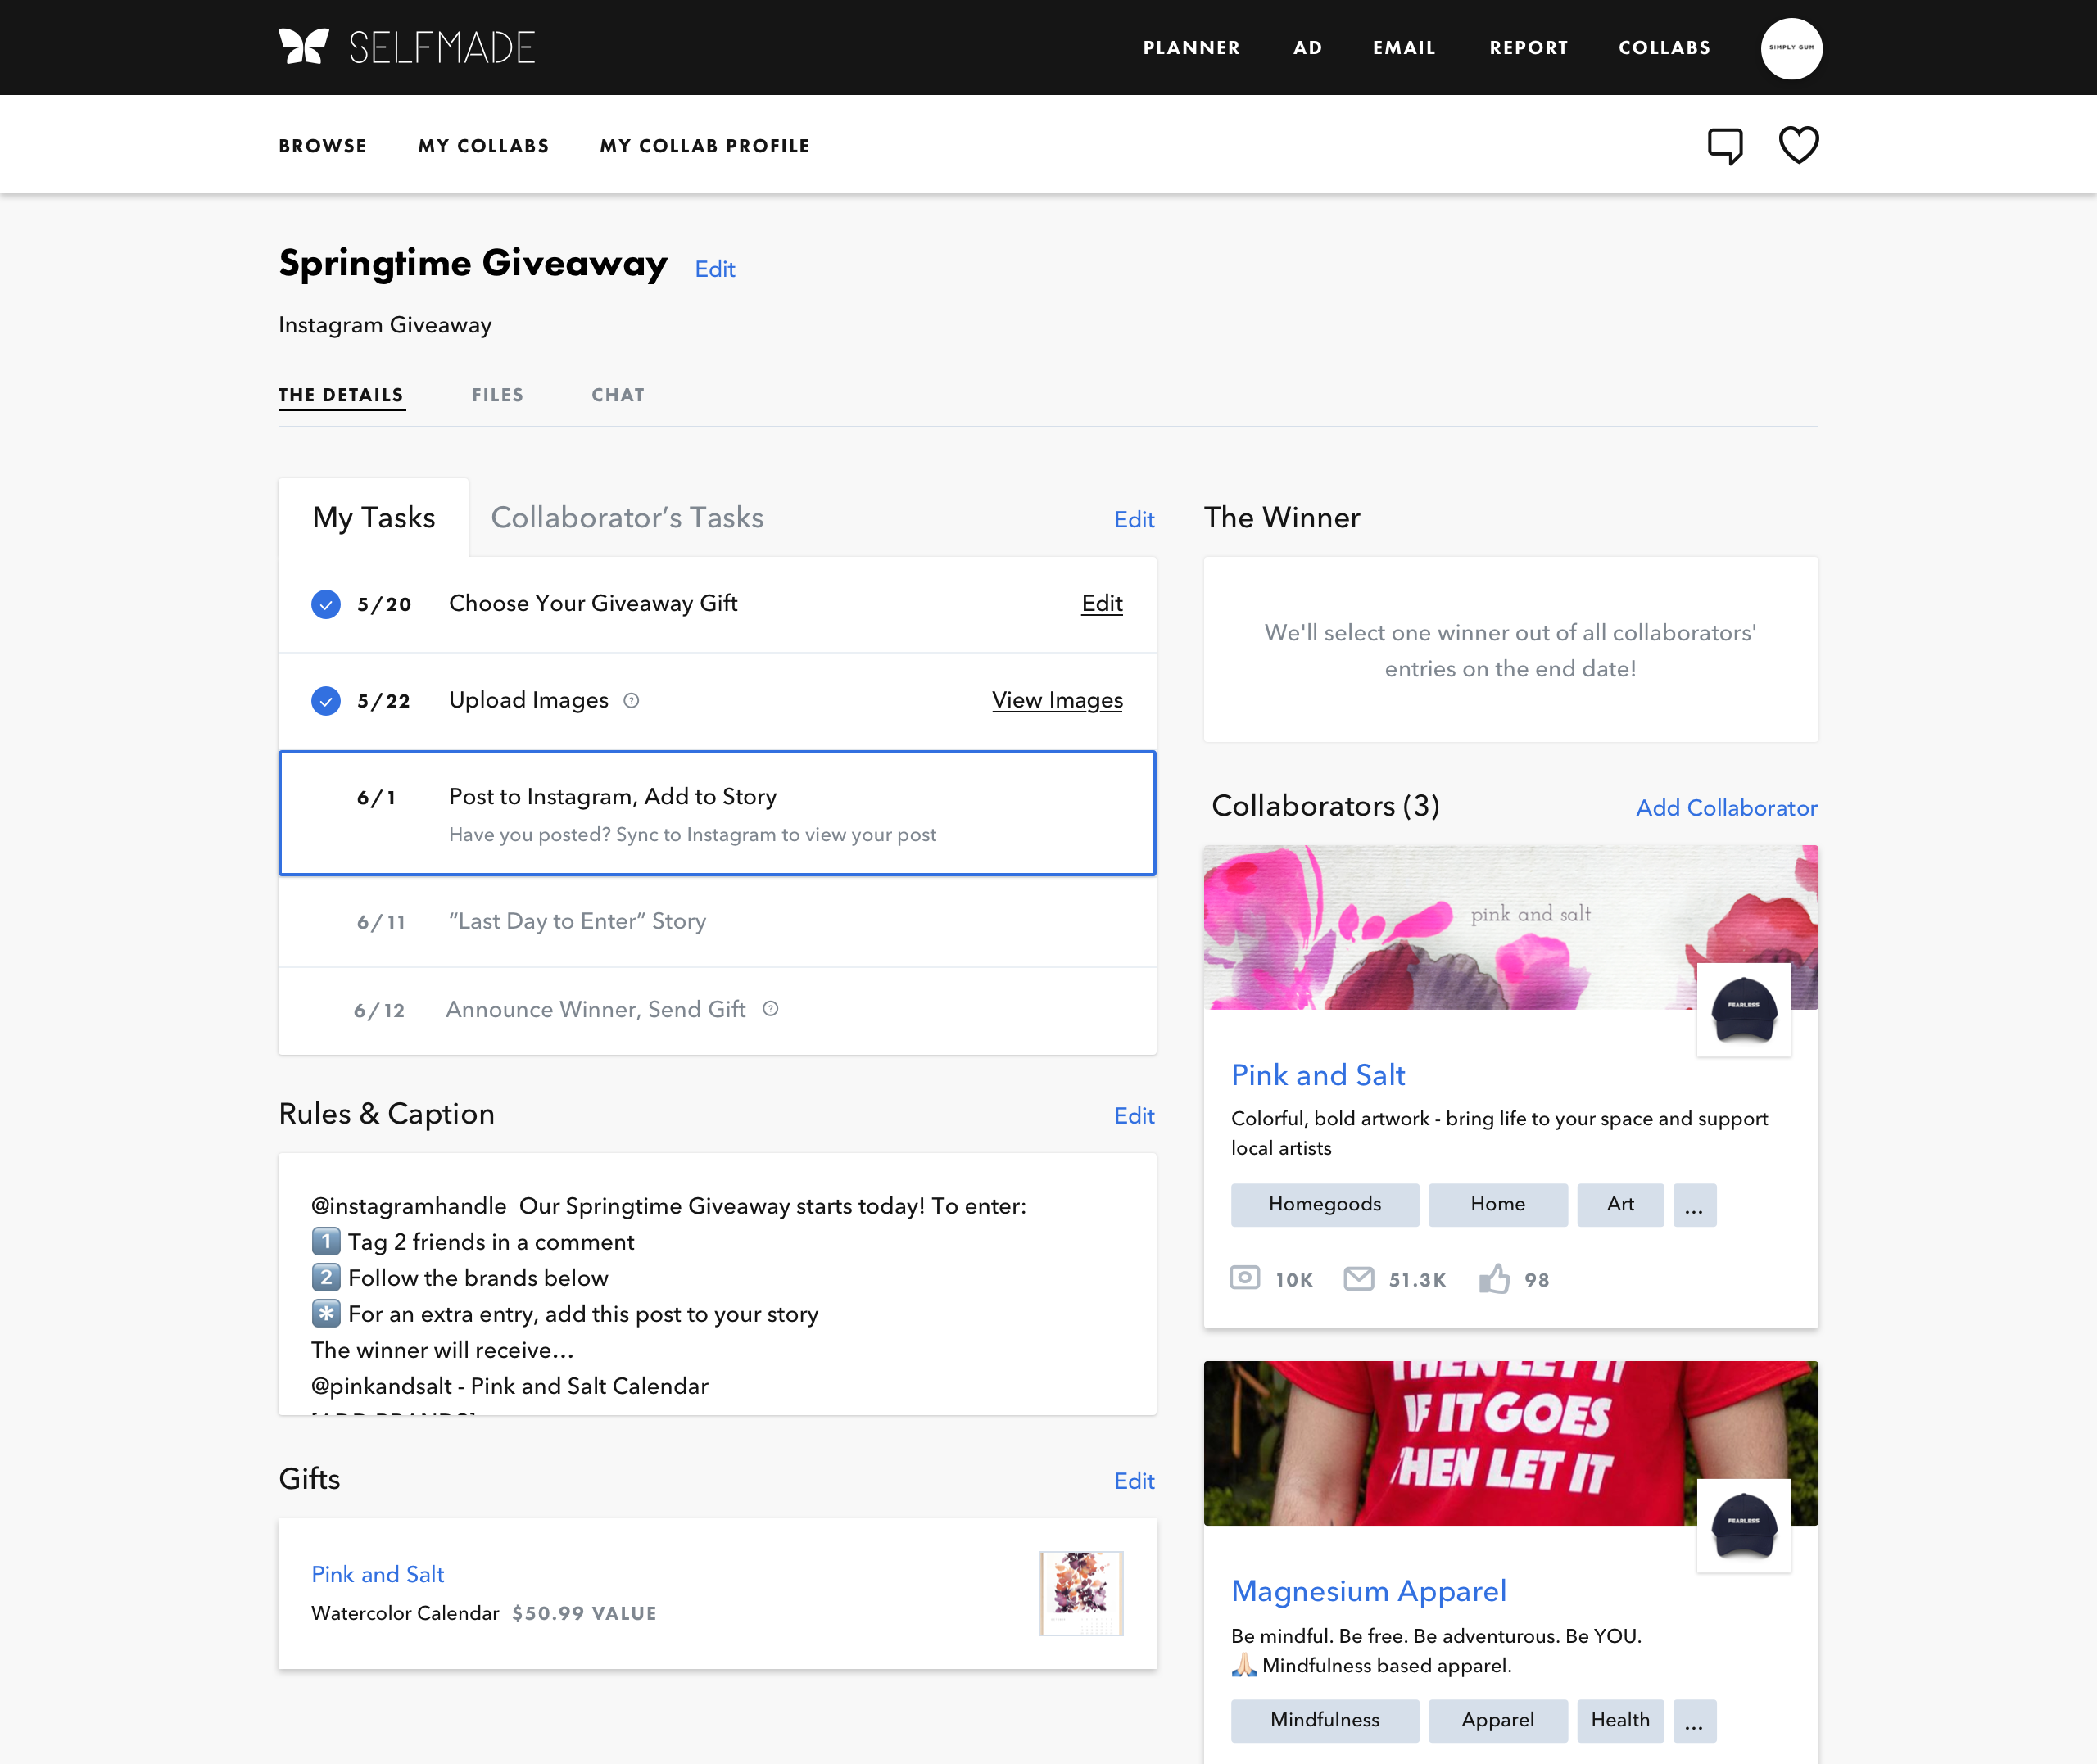 SELFMADE
PLANNER
AD
EMAIL
REPORT
COLLABS
SIMPLY GUM
BROWSE
MY COLLABS
MY COLLAB PROFILE
Springtime Giveaway
Edit
Instagram Giveaway
THE DETAILS
FILES
CHAT
My Tasks
Collaborator’s Tasks
Edit
5/20
Choose Your Giveaway Gift
Edit
5/22
Upload Images
?
View Images
6/1
Post to Instagram, Add to Story
Have you posted? Sync to Instagram to view your post
6/11
“Last Day to Enter” Story
6/12
Announce Winner, Send Gift
?
Rules & Caption
Edit
@instagramhandle  Our Springtime Giveaway starts today! To enter:
1️⃣ Tag 2 friends in a comment
2️⃣ Follow the brands below
*️⃣ For an extra entry, add this post to your story
The winner will receive...
@pinkandsalt - Pink and Salt Calendar
Gifts
Edit
Pink and Salt
Watercolor Calendar
$50.99 VALUE
The Winner
We'll select one winner out of all collaborators'
entries on the end date!
Collaborators (3)
Add Collaborator
pink and salt
FEARLESS
Pink and Salt
Colorful, bold artwork - bring life to your space and support
local artists
Homegoods
Home
Art
...
10K
51.3K
98
THEN LET IT
IF IT GOES
THEN LET IT
FEARLESS
Magnesium Apparel
Be mindful. Be free. Be adventurous. Be YOU.
🙏🏻 Mindfulness based apparel.
Mindfulness
Apparel
Health
...